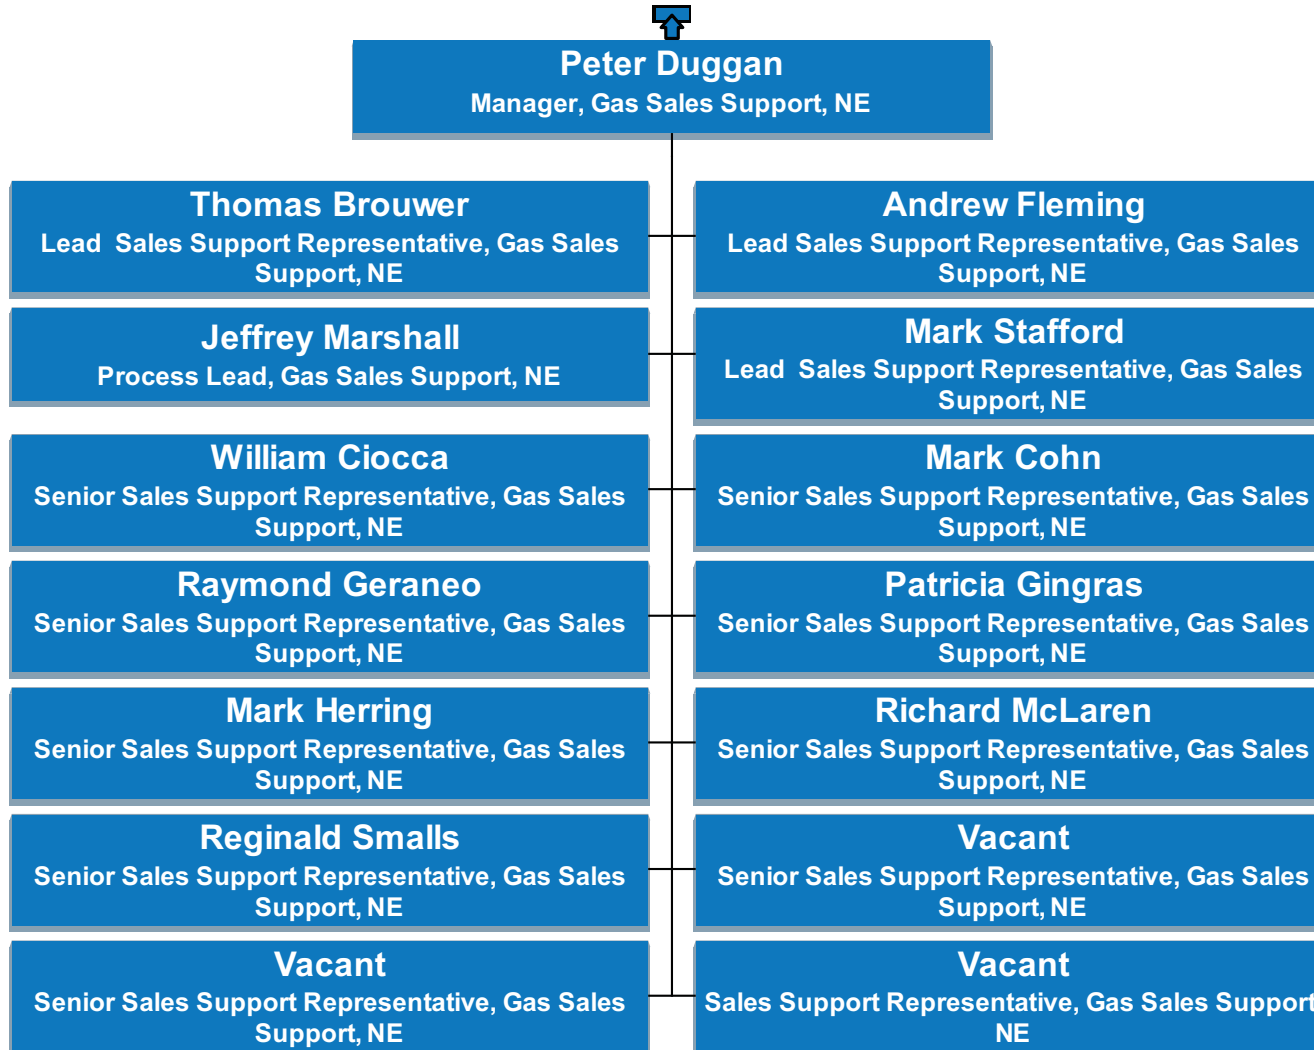 Peter Duggan
Manager, Gas Sales Support, NE
Thomas Brouwer
Lead  Sales Support Representative, Gas Sales
Support, NE
Andrew Fleming
Lead Sales Support Representative, Gas Sales
Support, NE
Jeffrey Marshall
Process Lead, Gas Sales Support, NE
Mark Stafford
Lead  Sales Support Representative, Gas Sales
Support, NE
William Ciocca
Senior Sales Support Representative, Gas Sales
Support, NE
Mark Cohn
Senior Sales Support Representative, Gas Sales
Support, NE
Raymond Geraneo
Senior Sales Support Representative, Gas Sales
Support, NE
Patricia Gingras
Senior Sales Support Representative, Gas Sales
Support, NE
Mark Herring
Senior Sales Support Representative, Gas Sales
Support, NE
Richard McLaren
Senior Sales Support Representative, Gas Sales
Support, NE
Reginald Smalls
Senior Sales Support Representative, Gas Sales
Support, NE
Vacant
Senior Sales Support Representative, Gas Sales
Support, NE
Vacant
Senior Sales Support Representative, Gas Sales
Support, NE
Vacant
Sales Support Representative, Gas Sales Support
NE